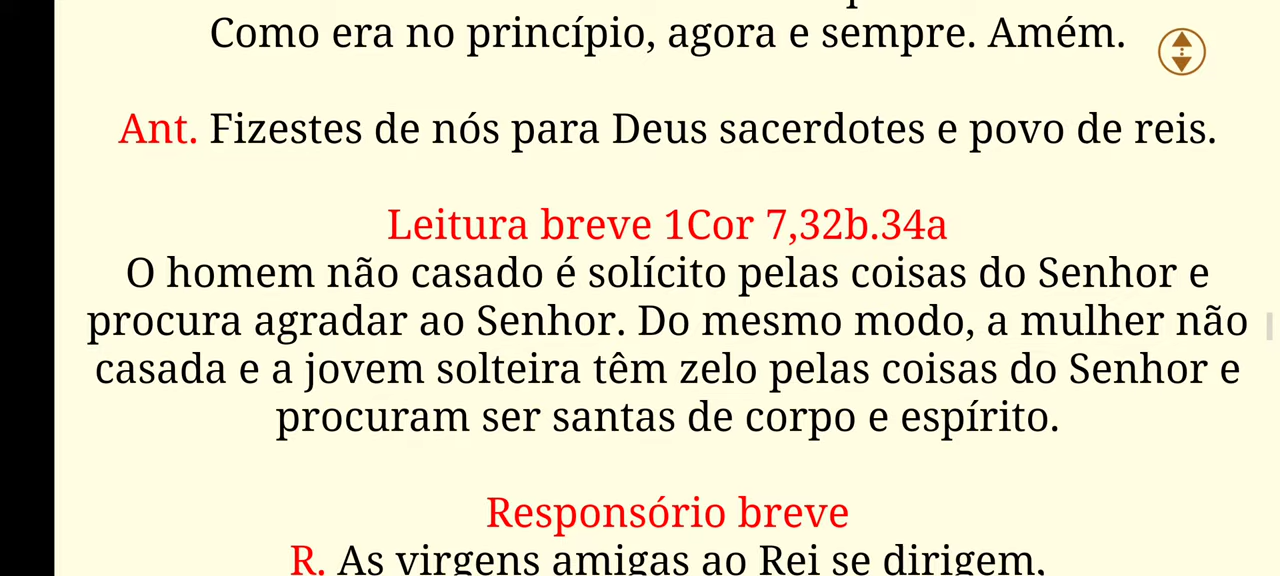 Como era no princípio, agora e sempre. Amém.
Ant. Fizestes de nós para Deus sacerdotes e povo de reis.
Leitura breve 1Cor 7,32b.34a
O homem não casado é solícito pelas coisas do Senhor e
procura agradar ao Senhor. Do mesmo modo, a mulher não
casada e a jovem solteira têm zelo pelas coisas do Senhor e
procuram ser santas de corpo e espírito.
Responsório breve
R. As virgens amigas ao Rei se dirigem,